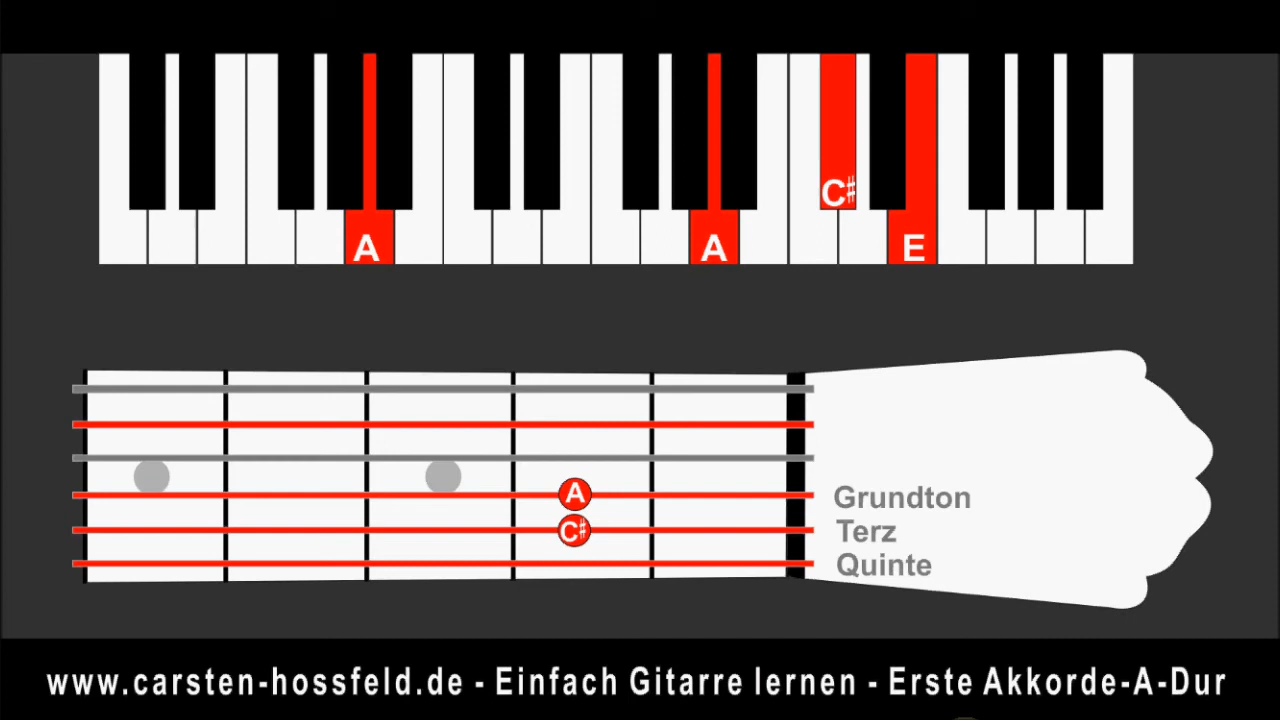 A A C# E
A Grundton
C# Terz
Quinte
www.carsten-hossfeld.de - Einfach Gitarre lernen - Erste Akkorde-A-Dur